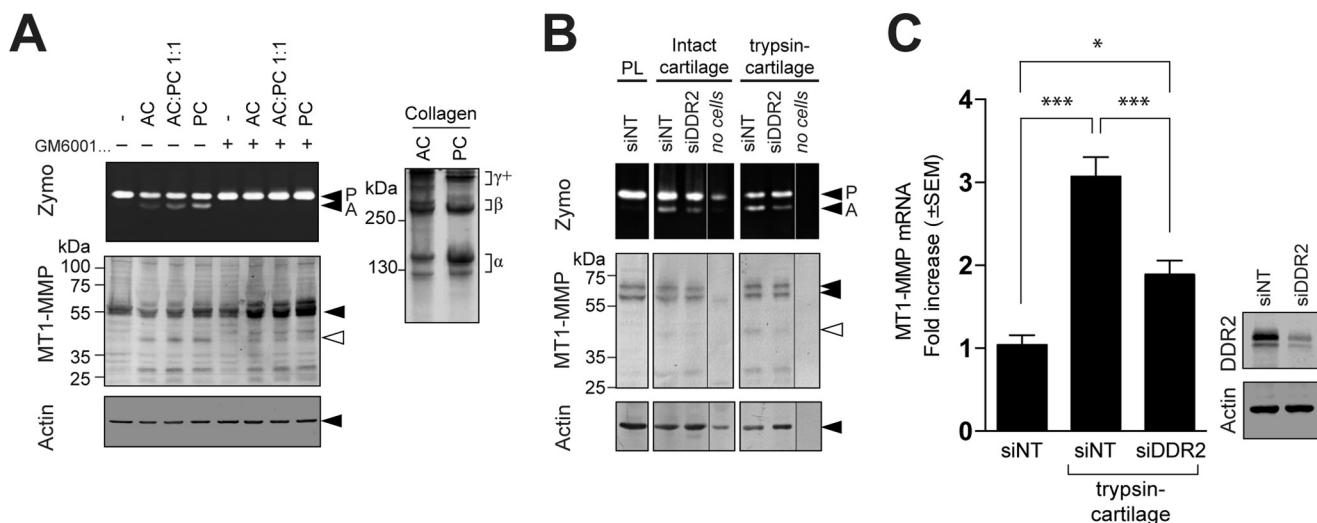 A
-
AC
AC:PC 1:1
PC
-
AC
AC:PC 1:1
PC
GM6001... – – – – + + + +
Zymo
P
A
kDa
100
75
55
35
25
MT1-MMP
Actin
Collagen
AC
PC
kDa
250
130
γ+
β
α
B
PL
Intact
cartilage
trypsin-
cartilage
siNT
siNT
siDDR2
no cells
siNT
siDDR2
no cells
Zymo
P
A
kDa
75
55
35
25
MT1-MMP
Actin
C
MT1-MMP mRNA
Fold increase (±SEM)
4
3
2
1
0
*
***
***
siNT
siNT
siDDR2
trypsin-
cartilage
siNT
siDDR2
DDR2
Actin